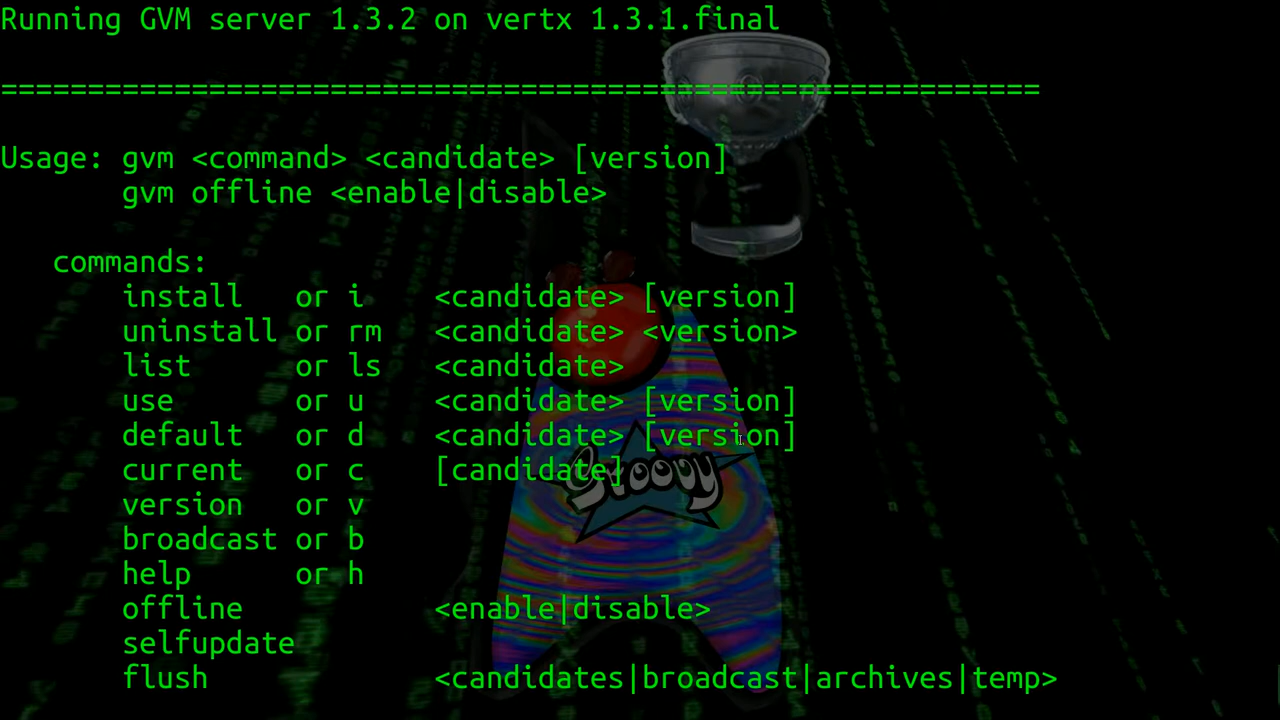 Running GVM server 1.3.2 on vertx 1.3.1.final
============================================================
Usage: gvm <command> <candidate> [version]
       gvm offline <enable|disable>
   commands:
       install   or i    <candidate> [version]
       uninstall or rm   <candidate> <version>
       list      or ls   <candidate>
       use       or u    <candidate> [version]
       default   or d    <candidate> [version]
       current   or c    [candidate]
       version   or v
       broadcast or b
       help      or h
       offline           <enable|disable>
       selfupdate
       flush             <candidates|broadcast|archives|temp>
Groovy